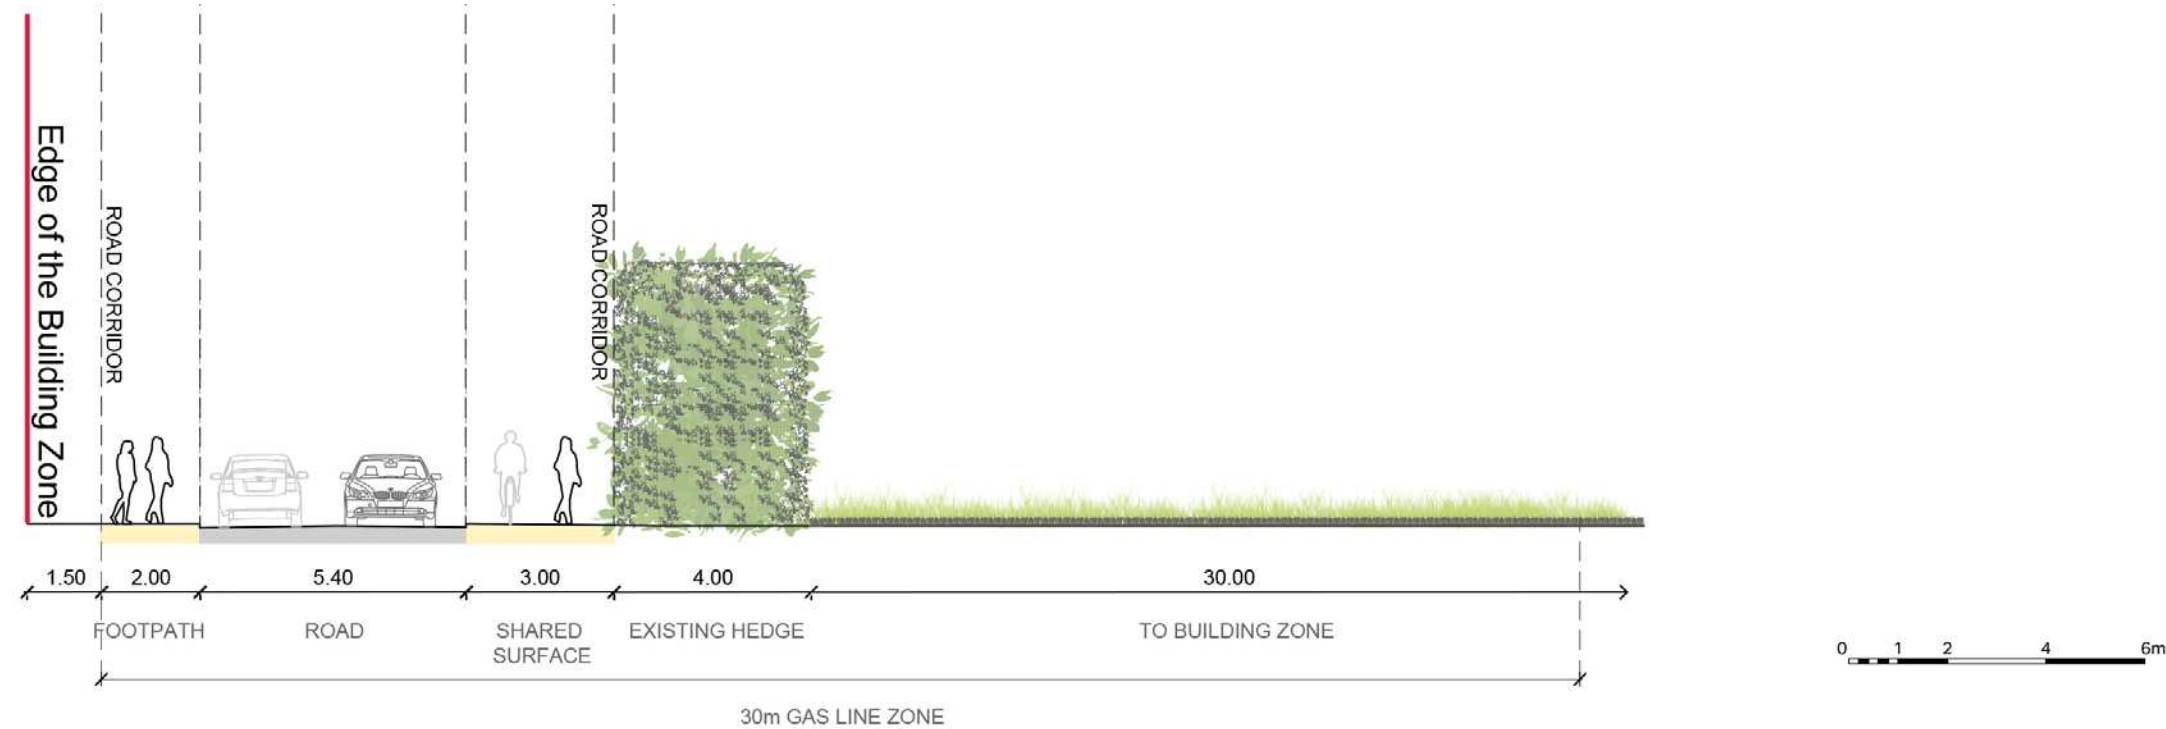 Edge of the Building Zone
ROAD CORRIDOR
ROAD CORRIDOR
1.50
2.00
5.40
3.00
4.00
30.00
FOOTPATH
ROAD
SHARED
SURFACE
EXISTING HEDGE
TO BUILDING ZONE
0 1 2 4 6m
30m GAS LINE ZONE